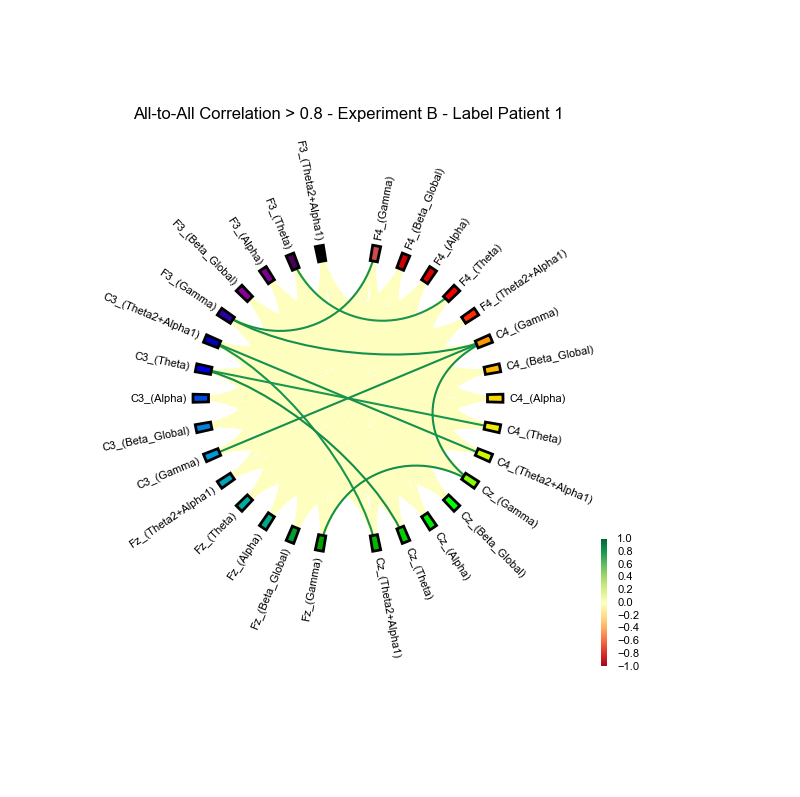 All-to-All Correlation > 0.8 - Experiment B - Label Patient 1
F3_(Theta2+Alpha1)
F3_(Theta)
F3_(Alpha)
F3_(Beta_Global)
F3_(Gamma)
C3_(Theta2+Alpha1)
C3_(Theta)
C3_(Alpha)
C3_(Beta_Global)
C3_(Gamma)
Fz_(Theta2+Alpha1)
Fz_(Theta)
Fz_(Alpha)
Fz_(Beta_Global)
Fz_(Gamma)
Cz_(Theta2+Alpha1)
Cz_(Theta)
Cz_(Alpha)
Cz_(Beta_Global)
Cz_(Gamma)
C4_(Theta2+Alpha1)
C4_(Theta)
C4_(Alpha)
C4_(Beta_Global)
C4_(Gamma)
F4_(Theta2+Alpha1)
F4_(Theta)
F4_(Alpha)
F4_(Beta_Global)
F4_(Gamma)
1.0
0.8
0.6
0.4
0.2
0.0
−0.2
−0.4
−0.6
−0.8
−1.0